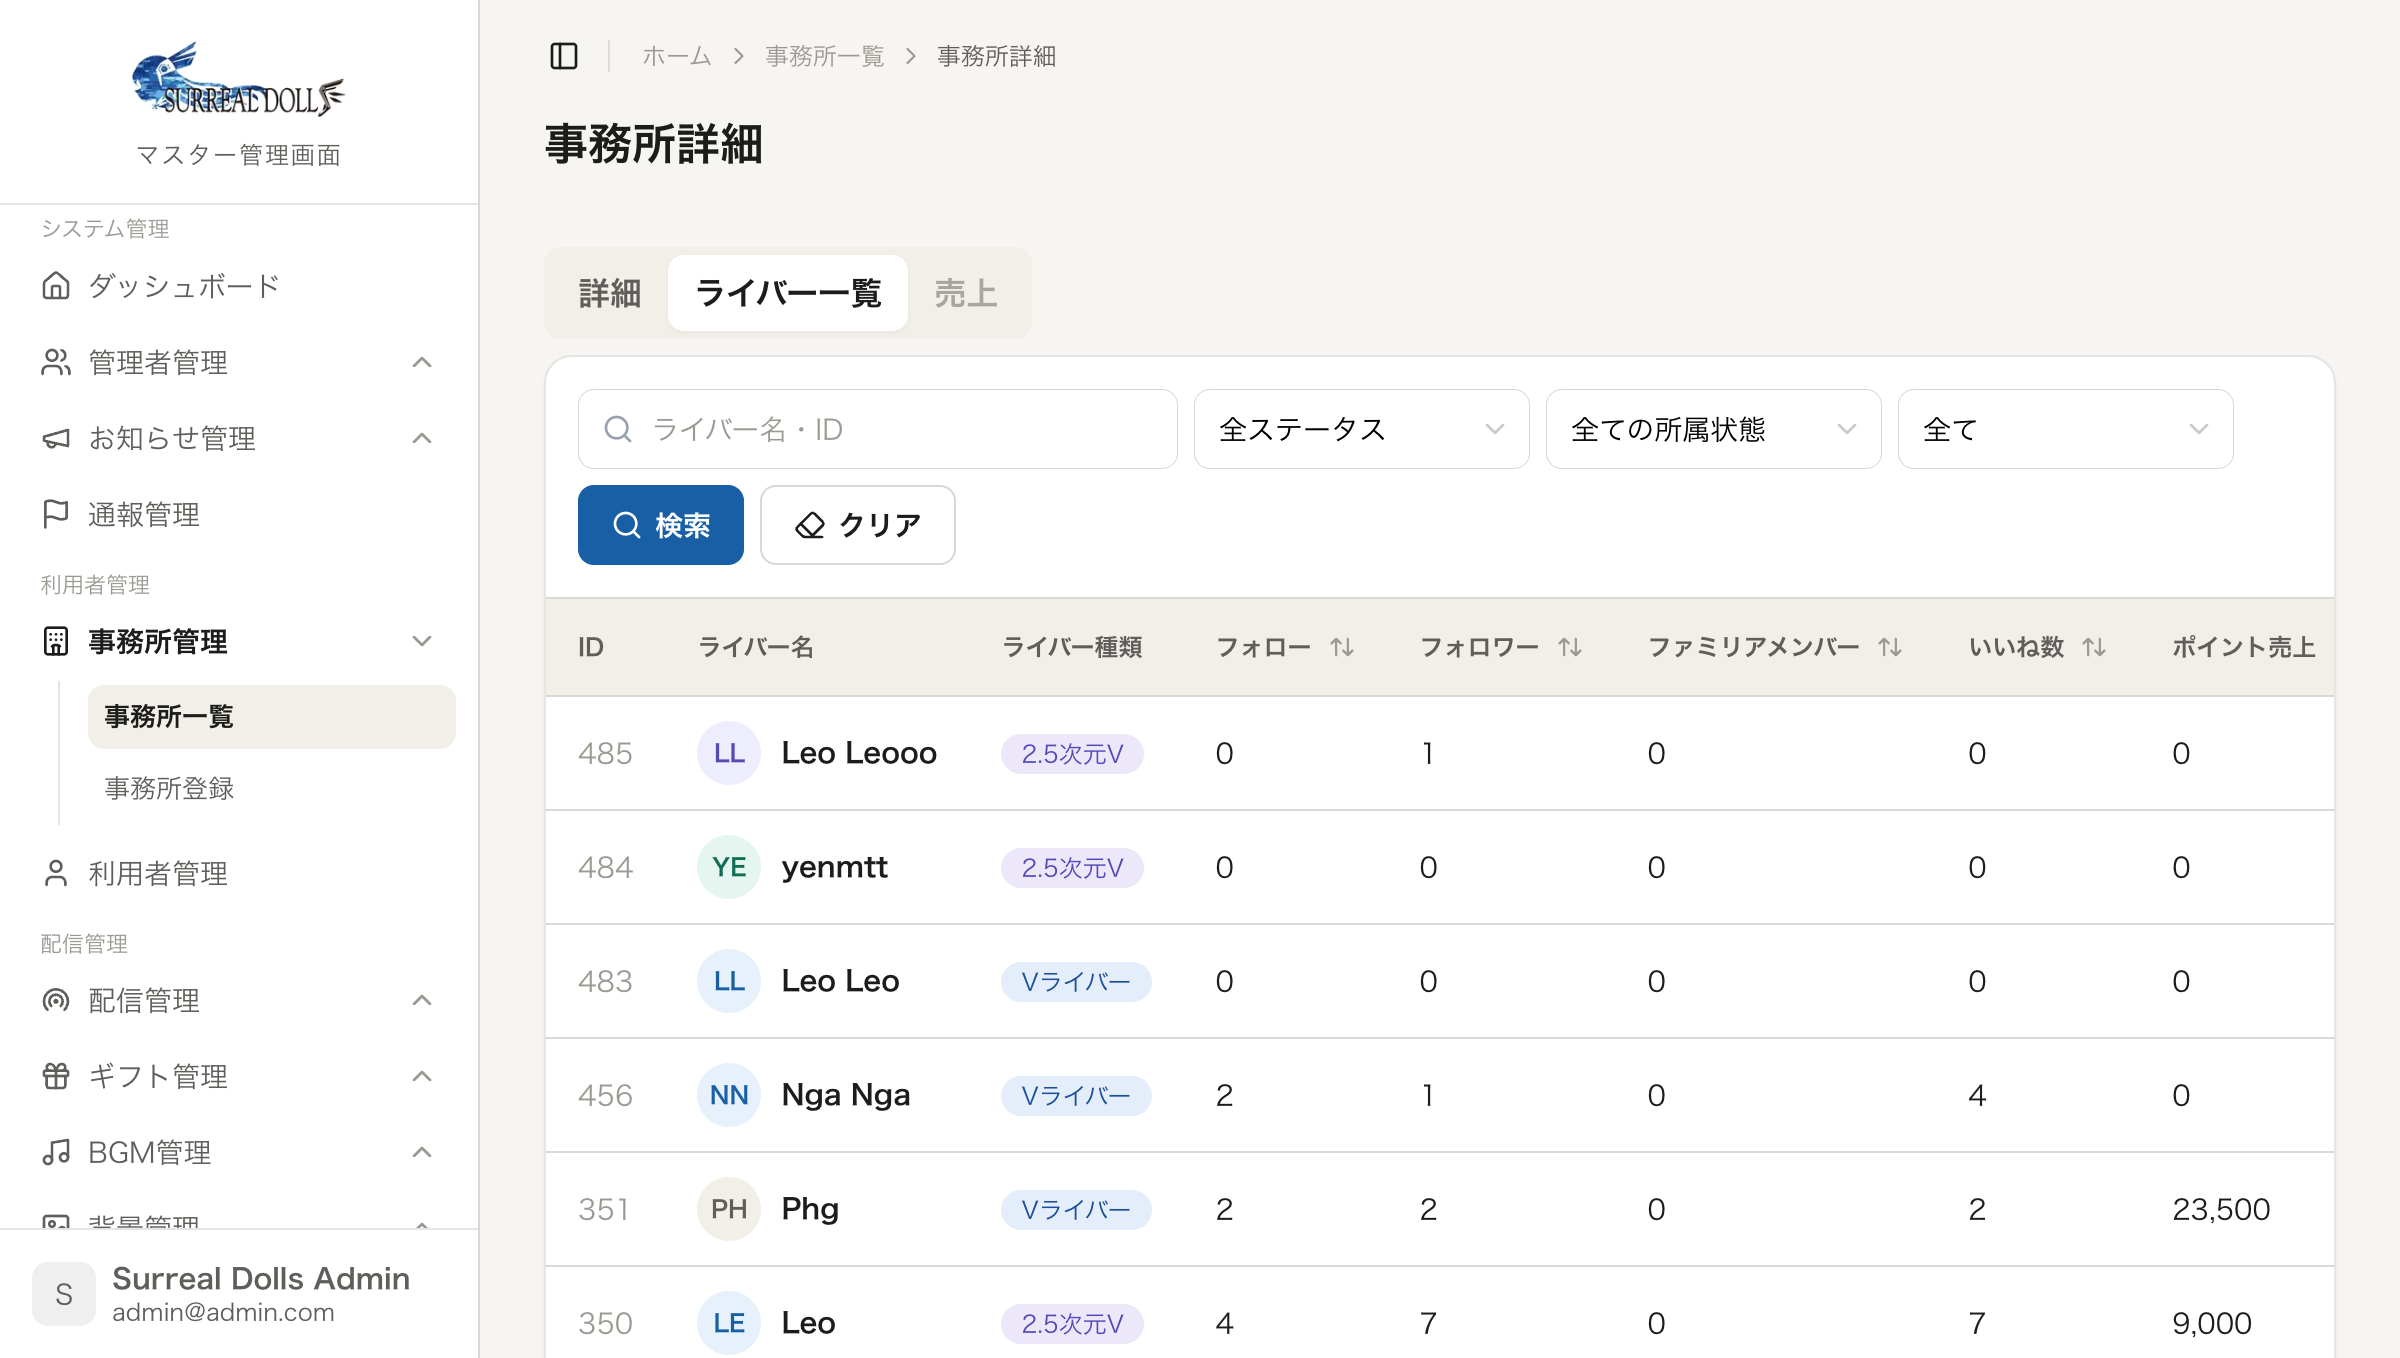 SURREAL DOLLS
マスター管理画面
システム管理
ダッシュボード
管理者管理
お知らせ管理
通報管理
利用者管理
事務所管理
事務所一覧
事務所登録
利用者管理
配信管理
配信管理
ギフト管理
BGM管理
背景管理
S
Surreal Dolls Admin
admin@admin.com
ホーム > 事務所一覧 > 事務所詳細
事務所詳細
詳細 ライバー一覧 売上
ライバー名・ID 全ステータス 全ての所属状態 全て
検索 クリア
ID ライバー名 ライバー種類 フォロー フォロワー ファミリアメンバー いいね数 ポイント売上
485 LL Leo Leooo 2.5次元V 0 1 0 0 0
484 YE yenmtt 2.5次元V 0 0 0 0 0
483 LL Leo Leo Vライバー 0 0 0 0 0
456 NN Nga Nga Vライバー 2 1 0 4 0
351 PH Phg Vライバー 2 2 0 2 23,500
350 LE Leo 2.5次元V 4 7 0 7 9,000